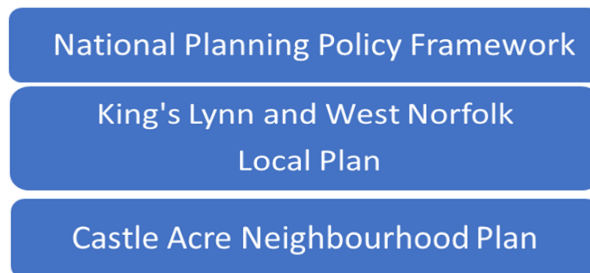 National Planning Policy Framework
King's Lynn and West Norfolk
Local Plan
Castle Acre Neighbourhood Plan